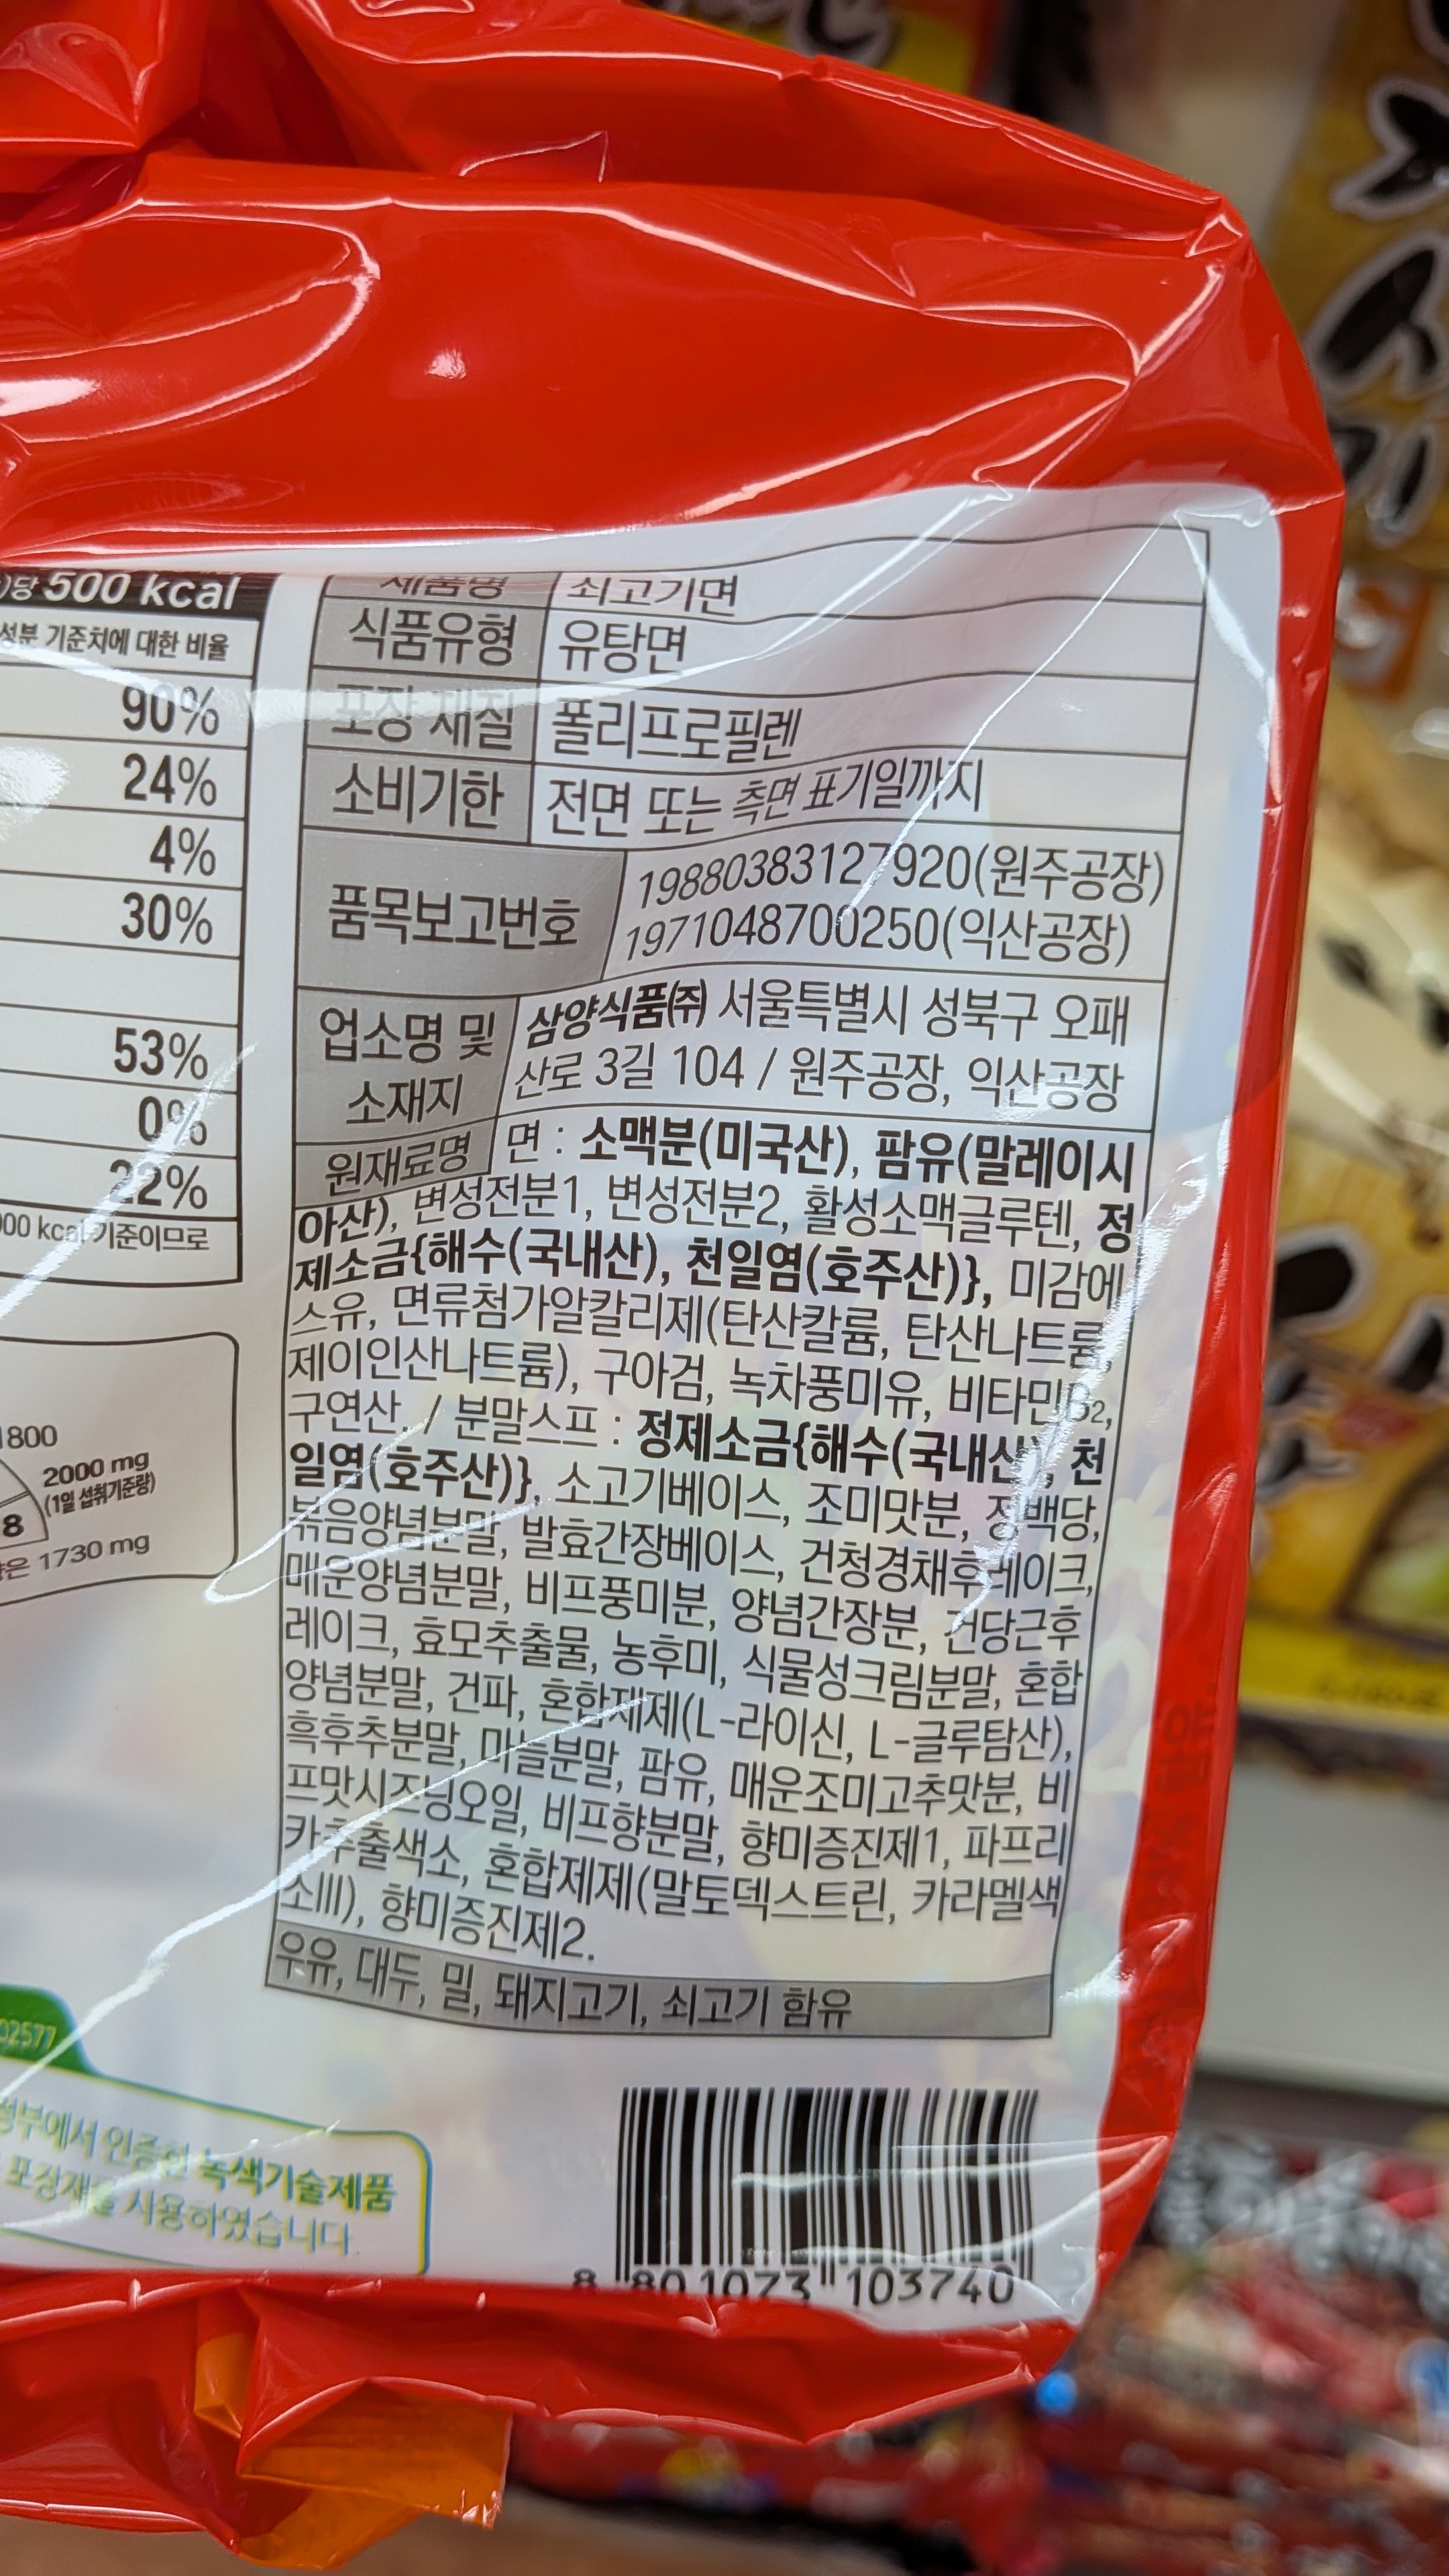 당 500 kcal
성분 기준치에 대한 비율
90%
24%
4%
30%
53%
0%
22%
00 kcal 기준이므로
1800
2000 mg
(1일 섭취기준량)
8
은 1730 mg
제품명 쇠고기면
식품유형 유탕면
포장 재질 폴리프로필렌
소비기한 전면 또는 측면 표기일까지
품목보고번호 19880383127920(원주공장)
1971048700250(익산공장)
업소명 및 삼양식품㈜ 서울특별시 성북구 오패
소재지 산로 3길 104 / 원주공장, 익산공장
원재료명 면 : 소맥분(미국산), 팜유(말레이시
아산), 변성전분1, 변성전분2, 활성소맥글루텐, 정
제소금{해수(국내산), 천일염(호주산)}, 미감에
스유, 면류첨가알칼리제(탄산칼륨, 탄산나트륨,
제이인산나트륨), 구아검, 녹차풍미유, 비타민B2,
구연산, / 분말스프 : 정제소금{해수(국내산), 천
일염(호주산)}, 소고기베이스, 조미맛분, 정백당,
볶음양념분말, 발효간장베이스, 건청경채후레이크,
매운양념분말, 비프풍미분, 양념간장분, 건당근후
레이크, 효모추출물, 농후미, 식물성크림분말, 혼합
양념분말, 건파, 혼합제제(L-라이신, L-글루탐산),
흑후추분말, 마늘분말, 팜유, 매운조미고추맛분, 비
프맛시즈닝오일, 비프향분말, 향미증진제1, 파프리
카추출색소, 혼합제제(말토덱스트린, 카라멜색
소III), 향미증진제2.
우유, 대두, 밀, 돼지고기, 쇠고기 함유
02577
정부에서 인증한 녹색기술제품
포장재를 사용하였습니다.
8 801073 103740